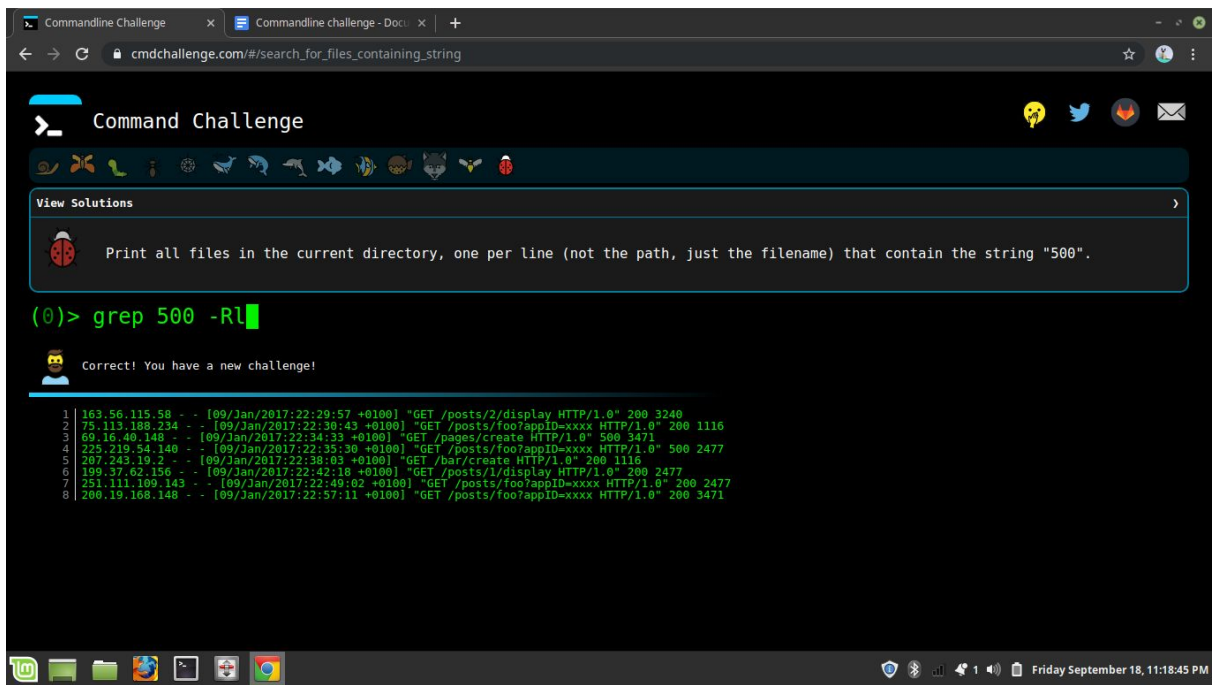 Commandline Challenge
Commandline challenge - Docu
cmdchallenge.com/#/search_for_files_containing_string
Command Challenge
View Solutions
Print all files in the current directory, one per line (not the path, just the filename) that contain the string "500".
(0)> grep 500 -Rl
Correct! You have a new challenge!
1 163.56.115.58 - - [09/Jan/2017:22:29:57 +0100] "GET /posts/2/display HTTP/1.0" 200 3240
2 75.113.188.234 - - [09/Jan/2017:22:30:43 +0100] "GET /posts/foo?appID=xxxx HTTP/1.0" 200 1116
3 69.16.40.148 - - [09/Jan/2017:22:34:33 +0100] "GET /pages/create HTTP/1.0" 500 3471
4 225.219.54.140 - - [09/Jan/2017:22:35:30 +0100] "GET /posts/foo?appID=xxxx HTTP/1.0" 500 2477
5 207.243.19.2 - - [09/Jan/2017:22:38:03 +0100] "GET /bar/create HTTP/1.0" 200 1116
6 199.37.62.156 - - [09/Jan/2017:22:42:18 +0100] "GET /posts/1/display HTTP/1.0" 200 2477
7 251.111.109.143 - - [09/Jan/2017:22:49:02 +0100] "GET /posts/foo?appID=xxxx HTTP/1.0" 200 2477
8 200.19.168.148 - - [09/Jan/2017:22:57:11 +0100] "GET /posts/foo?appID=xxxx HTTP/1.0" 200 3471
1 Friday September 18, 11:18:45 PM